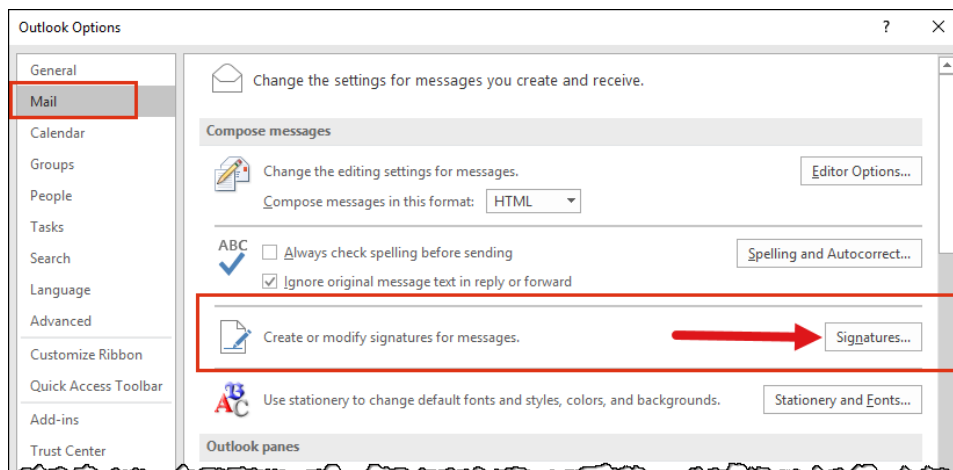 Outlook Options
?
General
Mail
Calendar
Groups
People
Tasks
Search
Language
Advanced
Customize Ribbon
Quick Access Toolbar
Add-ins
Trust Center
Change the settings for messages you create and receive.
Compose messages
Change the editing settings for messages.
Editor Options...
Compose messages in this format: HTML
ABC
Always check spelling before sending
Spelling and Autocorrect...
Ignore original message text in reply or forward
Create or modify signatures for messages.
Signatures...
Use stationery to change default fonts and styles, colors, and backgrounds.
Stationery and Fonts...
Outlook panes